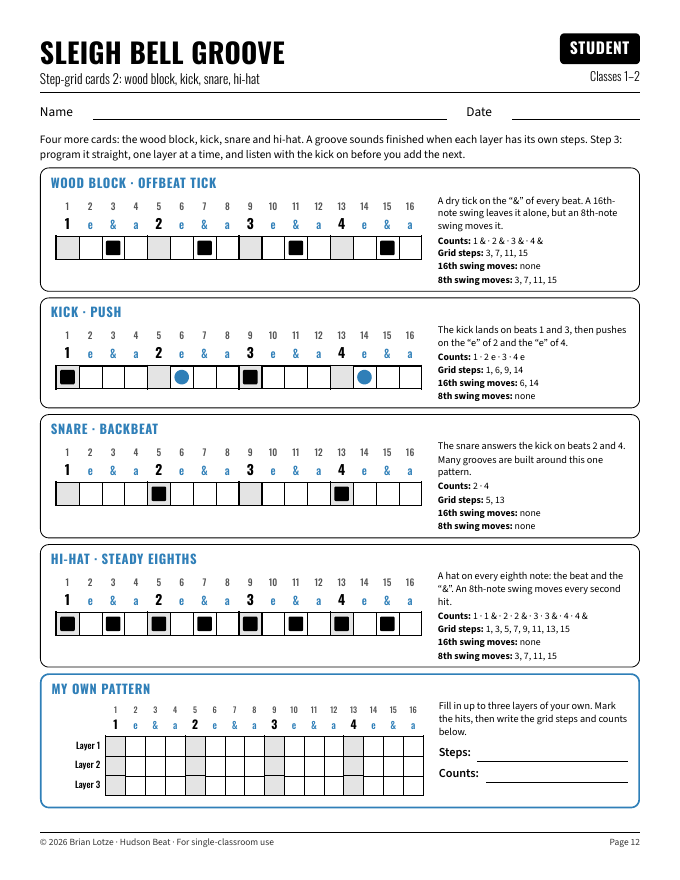 SLEIGH BELL GROOVE
STUDENT
Step-grid cards 2: wood block, kick, snare, hi-hat
Classes 1–2
Name
Date
Four more cards: the wood block, kick, snare and hi-hat. A groove sounds finished when each layer has its own steps. Step 3:
program it straight, one layer at a time, and listen with the kick on before you add the next.
WOOD BLOCK · OFFBEAT TICK
1 2 3 4 5 6 7 8 9 10 11 12 13 14 15 16
1 e & a 2 e & a 3 e & a 4 e & a
A dry tick on the “&” of every beat. A 16th-
note swing leaves it alone, but an 8th-note
swing moves it.
Counts: 1 & · 2 & · 3 & · 4 &
Grid steps: 3, 7, 11, 15
16th swing moves: none
8th swing moves: 3, 7, 11, 15
KICK · PUSH
1 2 3 4 5 6 7 8 9 10 11 12 13 14 15 16
1 e & a 2 e & a 3 e & a 4 e & a
The kick lands on beats 1 and 3, then pushes
on the “e” of 2 and the “e” of 4.
Counts: 1 · 2 e · 3 · 4 e
Grid steps: 1, 6, 9, 14
16th swing moves: 6, 14
8th swing moves: none
SNARE · BACKBEAT
1 2 3 4 5 6 7 8 9 10 11 12 13 14 15 16
1 e & a 2 e & a 3 e & a 4 e & a
The snare answers the kick on beats 2 and 4.
Many grooves are built around this one
pattern.
Counts: 2 · 4
Grid steps: 5, 13
16th swing moves: none
8th swing moves: none
HI-HAT · STEADY EIGHTHS
1 2 3 4 5 6 7 8 9 10 11 12 13 14 15 16
1 e & a 2 e & a 3 e & a 4 e & a
A hat on every eighth note: the beat and the
“&”. An 8th-note swing moves every second
hit.
Counts: 1 · 1 & · 2 · 2 & · 3 · 3 & · 4 · 4 &
Grid steps: 1, 3, 5, 7, 9, 11, 13, 15
16th swing moves: none
8th swing moves: 3, 7, 11, 15
MY OWN PATTERN
1 2 3 4 5 6 7 8 9 10 11 12 13 14 15 16
1 e & a 2 e & a 3 e & a 4 e & a
Layer 1
Layer 2
Layer 3
Fill in up to three layers of your own. Mark
the hits, then write the grid steps and counts
below.
Steps:
Counts:
© 2026 Brian Lotze · Hudson Beat · For single-classroom use
Page 12